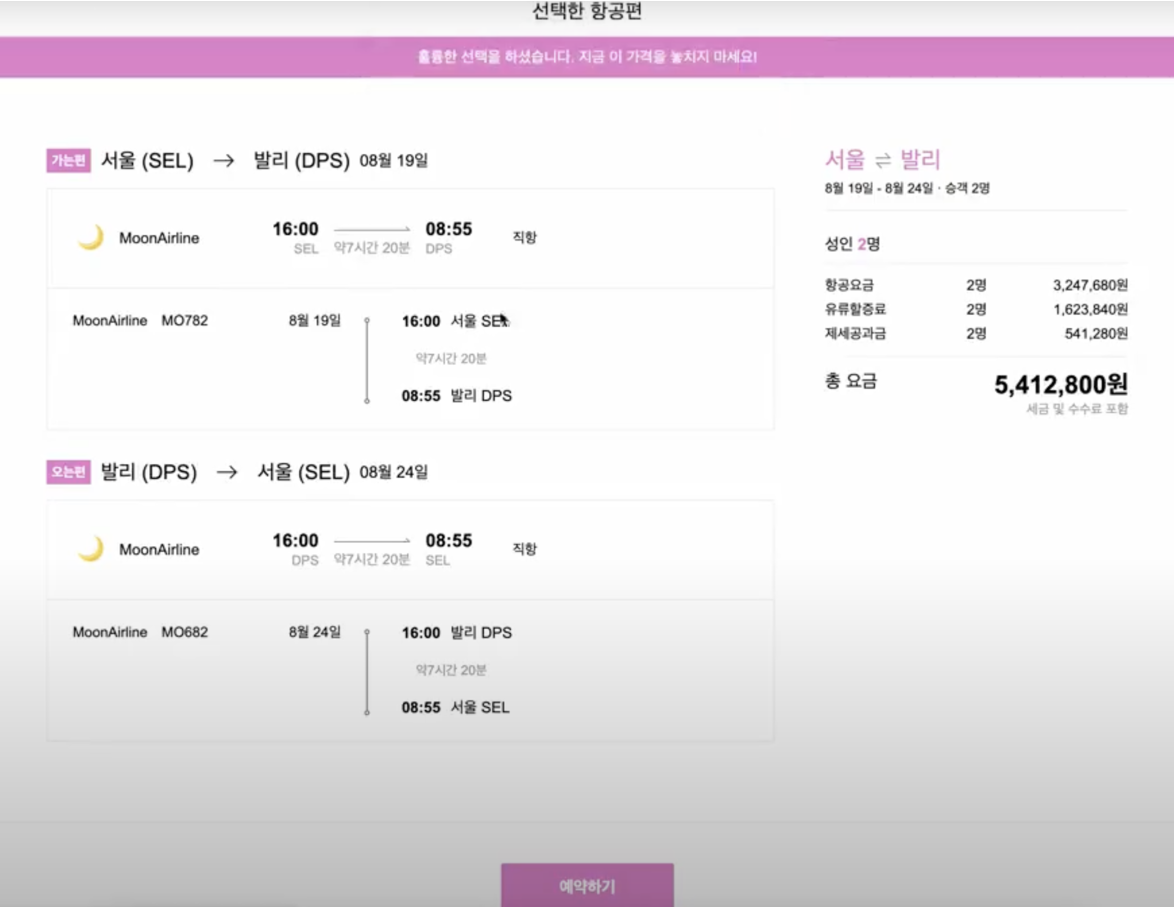 선택한 항공편
훌륭한 선택을 하셨습니다. 지금 이 가격을 놓치지 마세요!
가는편 서울 (SEL) → 발리 (DPS) 08월 19일
MoonAirline 16:00 08:55 직항
SEL 약7시간 20분 DPS
MoonAirline MO782 8월 19일 16:00 서울 SEL
약7시간 20분
08:55 발리 DPS
오는편 발리 (DPS) → 서울 (SEL) 08월 24일
MoonAirline 16:00 08:55 직항
DPS 약7시간 20분 SEL
MoonAirline MO682 8월 24일 16:00 발리 DPS
약7시간 20분
08:55 서울 SEL
서울 ⇌ 발리
8월 19일 - 8월 24일 · 승객 2명
성인 2명
항공요금 2명 3,247,680원
유류할증료 2명 1,623,840원
제세공과금 2명 541,280원
총 요금 5,412,800원
세금 및 수수료 포함
예약하기